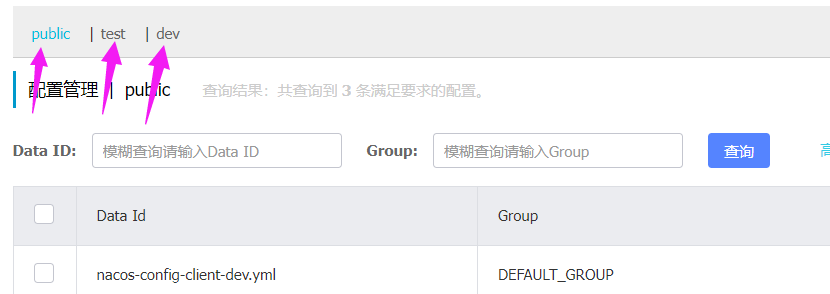 public | test | dev
配置管理 | public 查询结果：共查询到 3 条满足要求的配置。
Data ID: 模糊查询请输入Data ID Group: 模糊查询请输入Group 查询
Data Id Group
nacos-config-client-dev.yml DEFAULT_GROUP